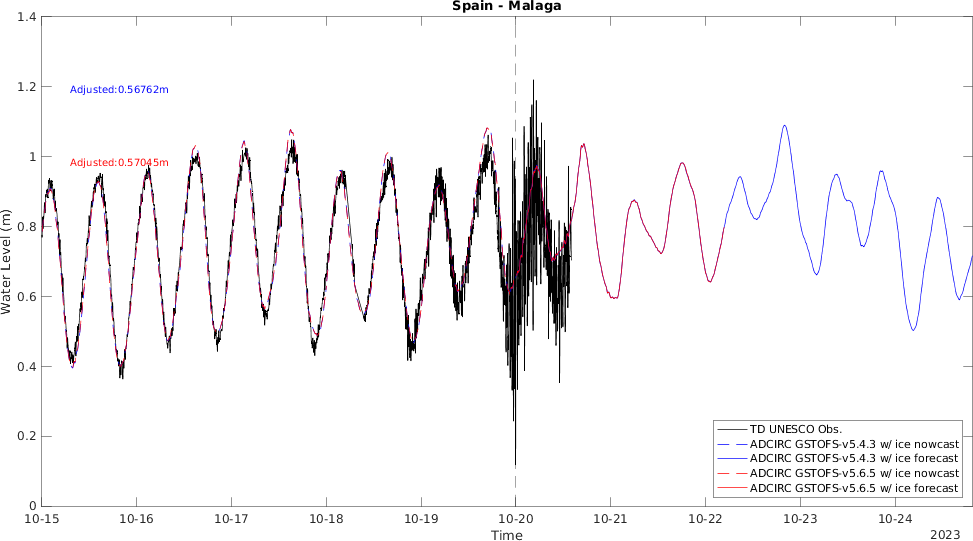 Spain - Malaga
1.4
1.2
1
0.8
0.6
0.4
0.2
0
Water Level (m)
Adjusted:0.56762m
Adjusted:0.57045m
TD UNESCO Obs.
ADCIRC GSTOFS-v5.4.3 w/ ice nowcast
ADCIRC GSTOFS-v5.4.3 w/ ice forecast
ADCIRC GSTOFS-v5.6.5 w/ ice nowcast
ADCIRC GSTOFS-v5.6.5 w/ ice forecast
10-15 10-16 10-17 10-18 10-19 10-20 10-21 10-22 10-23 10-24
Time
2023